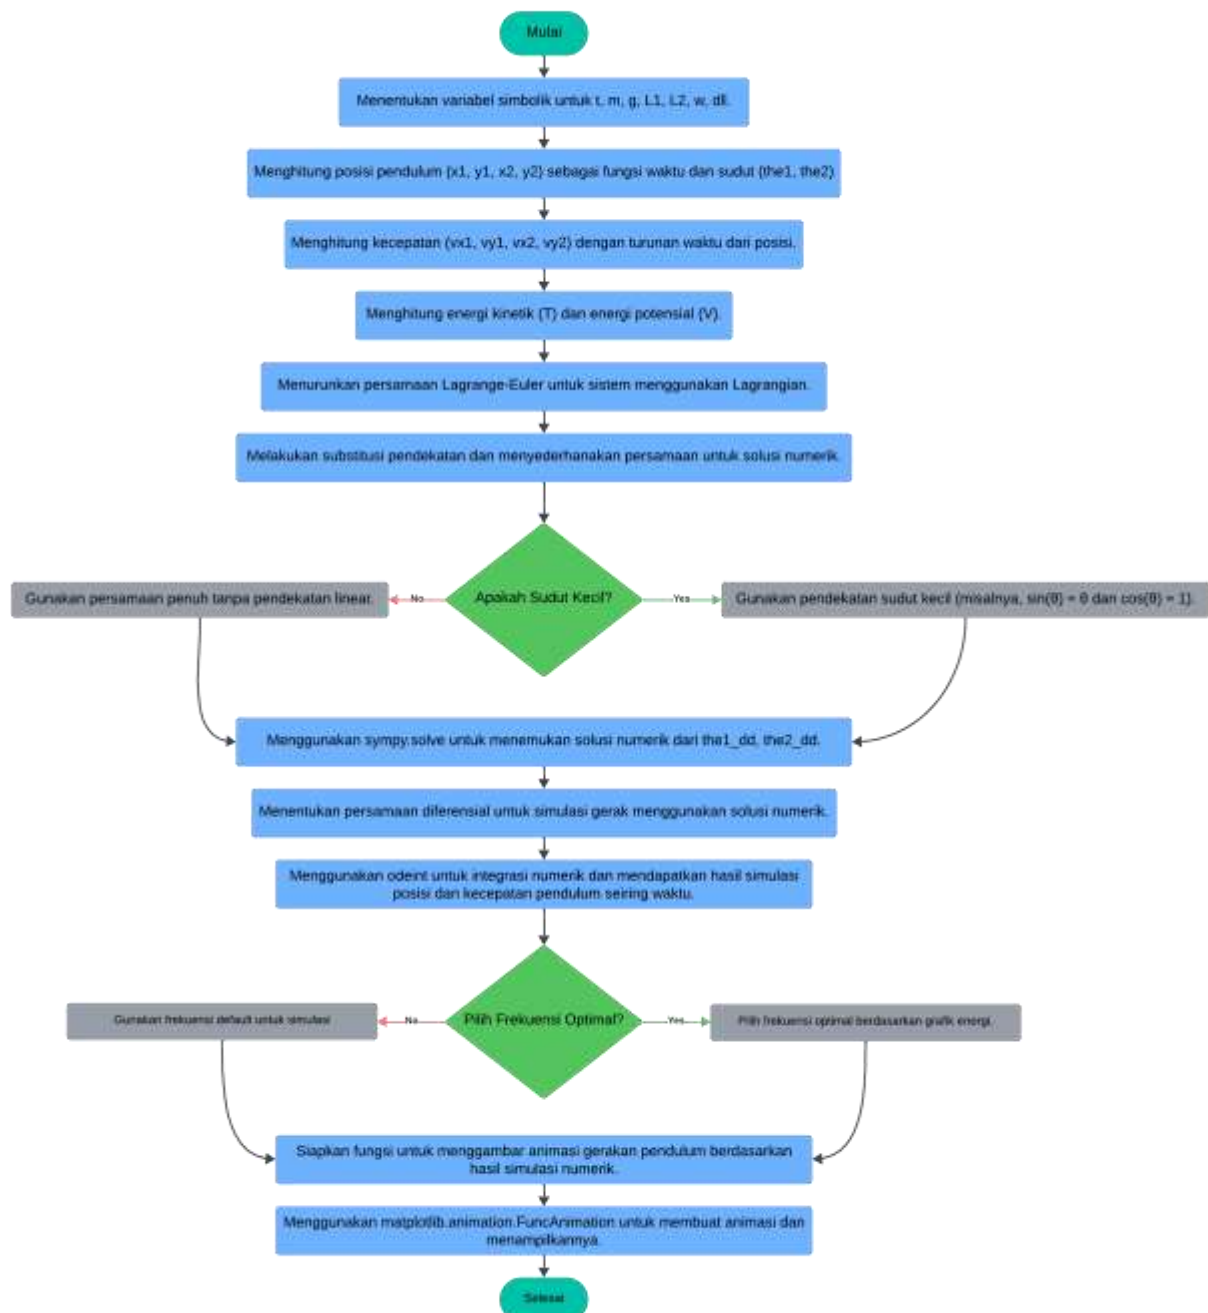 Mulai
Menentukan variabel simbolik untuk t, m, g, L1, L2, w, dll.
Menghitung posisi pendulum (x1, y1, x2, y2) sebagai fungsi waktu dan sudut (the1, the2)
Menghitung kecepatan (vx1, vy1, vx2, vy2) dengan turunan waktu dari posisi.
Menghitung energi kinetik (T) dan energi potensial (V).
Menurunkan persamaan Lagrange-Euler untuk sistem menggunakan Lagrangian.
Melakukan substitusi pendekatan dan menyederhanakan persamaan untuk solusi numerik.
Gunakan persamaan penuh tanpa pendekatan linear.
No
Apakah Sudut Kecil?
Yes
Gunakan pendekatan sudut kecil (misalnya, sin(θ) = θ dan cos(θ) = 1).
Menggunakan sympy.solve untuk menemukan solusi numerik dari the1_dd, the2_dd.
Menentukan persamaan diferensial untuk simulasi gerak menggunakan solusi numerik.
Menggunakan odeint untuk integrasi numerik dan mendapatkan hasil simulasi
posisi dan kecepatan pendulum seiring waktu.
Gunakan frekuensi default untuk simulasi
No
Pilih Frekuensi Optimal?
Yes
Pilih frekuensi optimal berdasarkan grafik energi.
Siapkan fungsi untuk menggambar animasi gerakan pendulum berdasarkan
hasil simulasi numerik.
Menggunakan matplotlib.animation.FuncAnimation untuk membuat animasi dan
menampilkannya.
Selesai